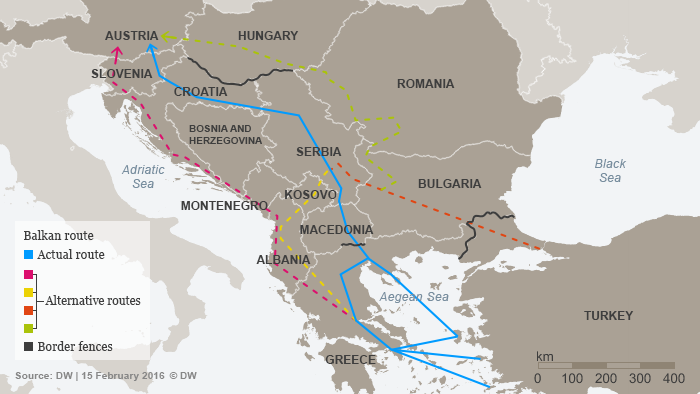 AUSTRIA
HUNGARY
SLOVENIA
CROATIA
ROMANIA
BOSNIA AND
HERZEGOVINA
SERBIA
Adriatic
Sea
Black
Sea
BULGARIA
KOSOVO
MONTENEGRO
MACEDONIA
ALBANIA
Aegean Sea
TURKEY
GREECE
Balkan route
Actual route
Alternative routes
Border fences
km
0 100 200 300 400
Source: DW | 15 February 2016 © DW